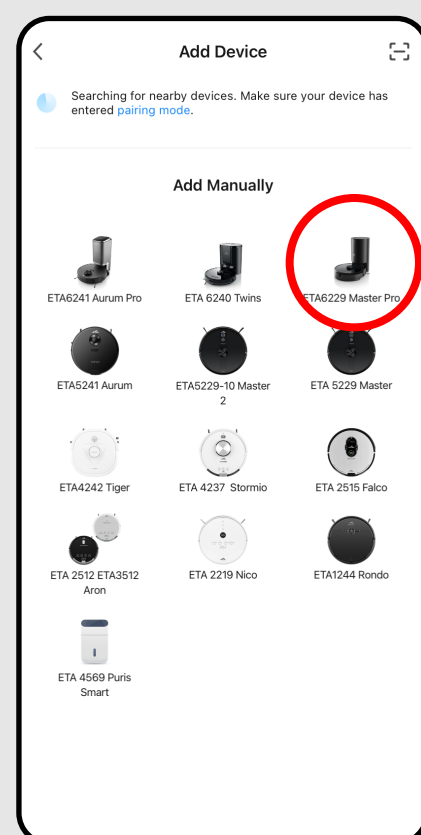 Add Device
Searching for nearby devices. Make sure your device has
entered pairing mode.
Add Manually
ETA6241 Aurum Pro
ETA 6240 Twins
ETA6229 Master Pro
ETA5241 Aurum
ETA5229-10 Master
2
ETA 5229 Master
ETA4242 Tiger
ETA 4237 Stormio
ETA 2515 Falco
ETA 2512 ETA3512
Aron
ETA 2219 Nico
ETA1244 Rondo
ETA 4569 Puris
Smart